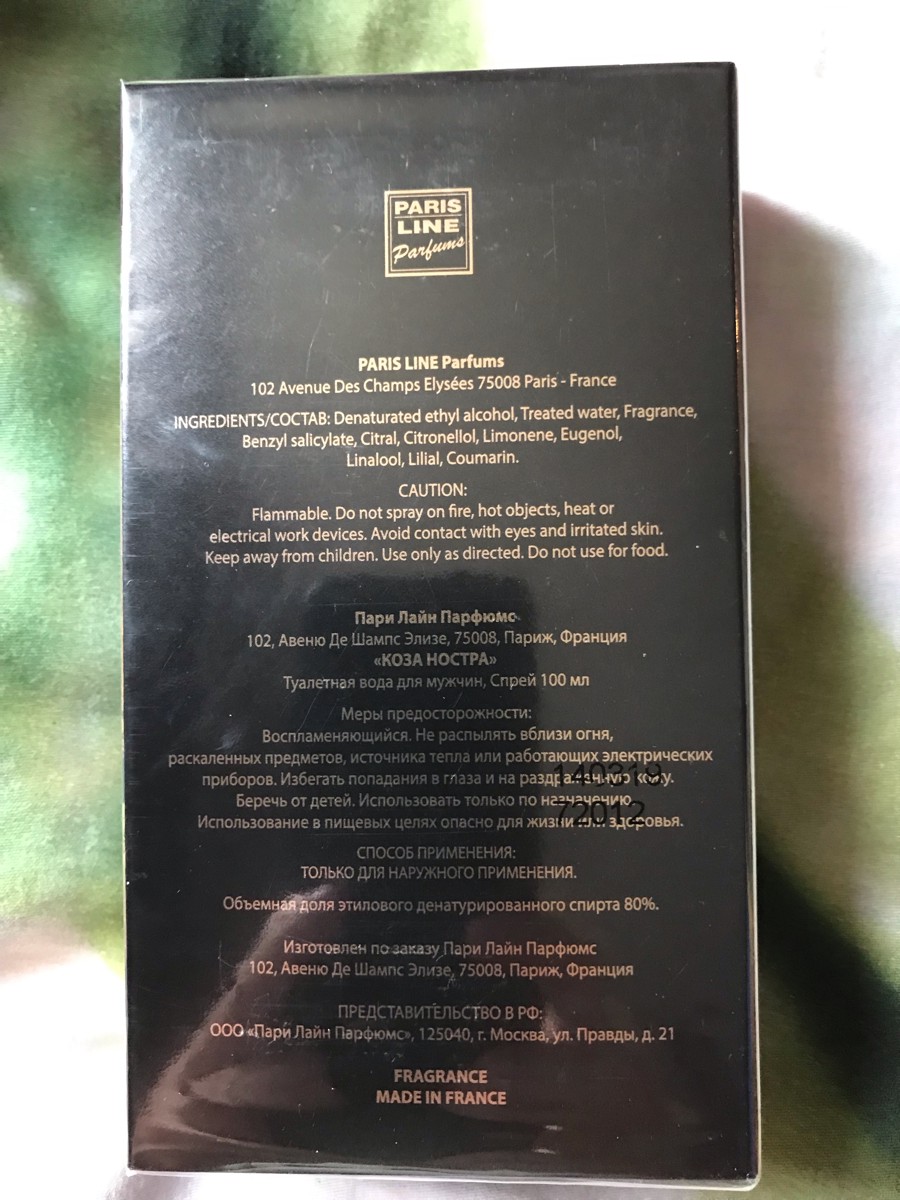 PARIS
LINE
Parfums
PARIS LINE Parfums
102 Avenue Des Champs Elysées 75008 Paris - France
INGREDIENTS/СОСТАВ: Denaturated ethyl alcohol, Treated water, Fragrance,
Benzyl salicylate, Citral, Citronellol, Limonene, Eugenol,
Linalool, Lilial, Coumarin.
CAUTION:
Flammable. Do not spray on fire, hot objects, heat or
electrical work devices. Avoid contact with eyes and irritated skin.
Keep away from children. Use only as directed. Do not use for food.
Пари Лайн Парфюмс
102, Авеню Де Шампс Элизе, 75008, Париж, Франция
«КОЗА НОСТРА»
Туалетная вода для мужчин, Спрей 100 мл
Меры предосторожности:
Воспламеняющийся. Не распылять вблизи огня,
раскаленных предметов, источника тепла или работающих электрических
приборов. Избегать попадания в глаза и на раздраженную кожу.
140319
Беречь от детей. Использовать только по назначению.
72012
Использование в пищевых целях опасно для жизни или здоровья.
СПОСОБ ПРИМЕНЕНИЯ:
ТОЛЬКО ДЛЯ НАРУЖНОГО ПРИМЕНЕНИЯ.
Объемная доля этилового денатурированного спирта 80%.
Изготовлен по заказу Пари Лайн Парфюмс
102, Авеню Де Шампс Элизе, 75008, Париж, Франция
ПРЕДСТАВИТЕЛЬСТВО В РФ:
ООО «Пари Лайн Парфюмс», 125040, г. Москва, ул. Правды, д. 21
FRAGRANCE
MADE IN FRANCE